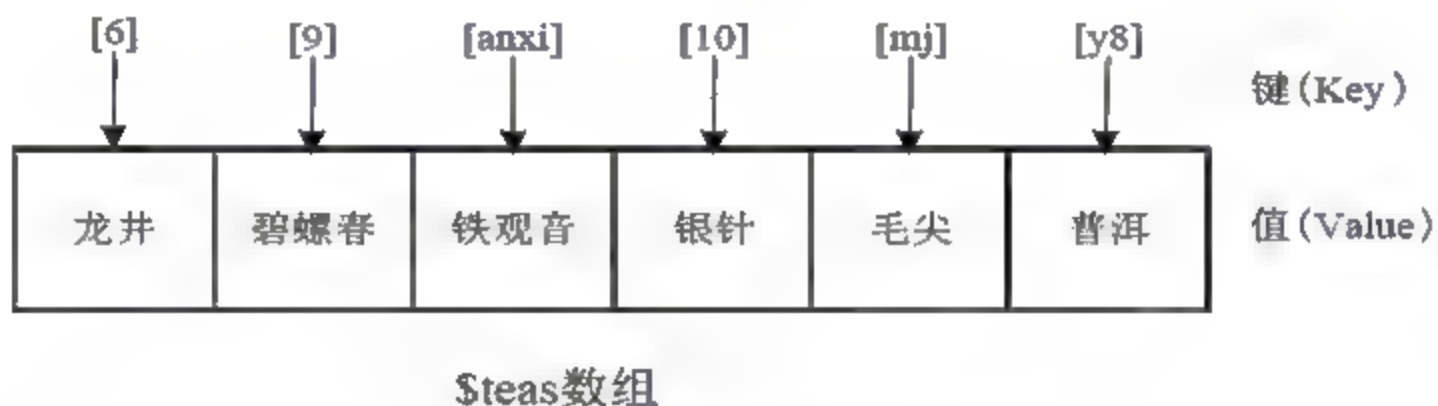 [6] [9] [anxi] [10] [mj] [y8]
键(Key)
龙井 碧螺春 铁观音 银针 毛尖 普洱 值(Value)
$teas数组